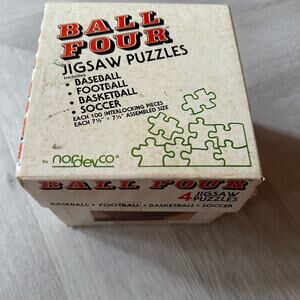 BALL
FOUR
JIGSAW PUZZLES
Includes
• BASEBALL
• FOOTBALL
• BASKETBALL
• SOCCER
EACH 100 INTERLOCKING PIECES
EACH 7½" × 7½" ASSEMBLED SIZE
by nordevco
BALL FOUR
4 JIGSAW PUZZLES
BASEBALL • FOOTBALL • BASKETBALL • SOCCER